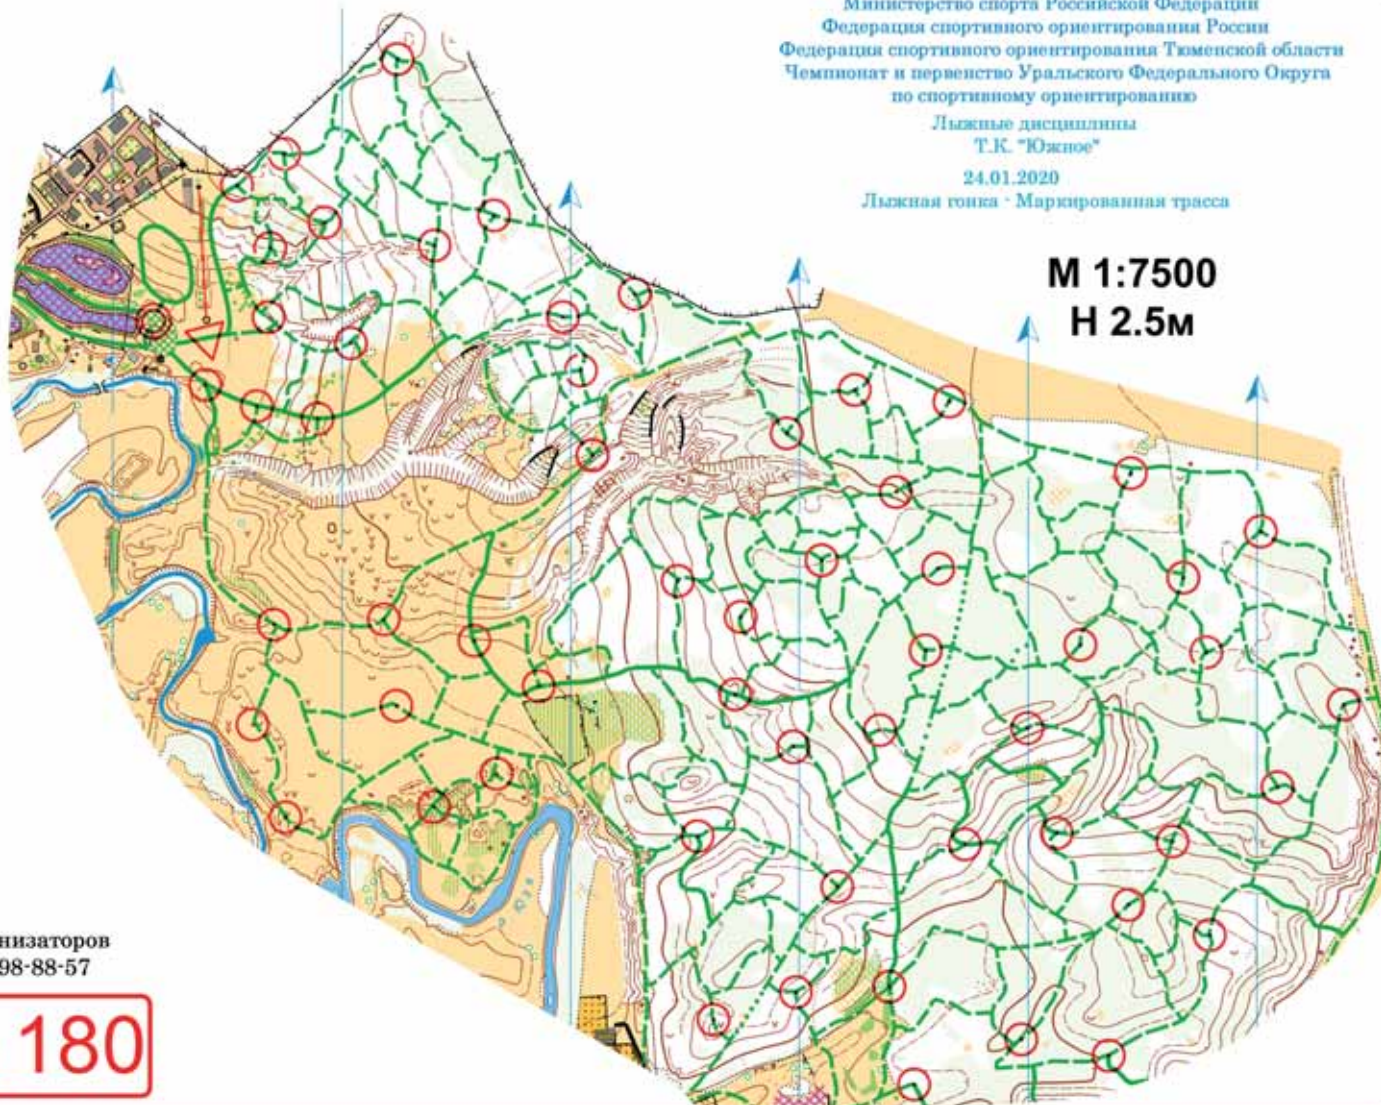 Министерство спорта Российской Федерации
Федерация спортивного ориентирования России
Федерация спортивного ориентирования Тюменской области
Чемпионат и первенство Уральского Федерального Округа
по спортивному ориентированию
Лыжные дисциплины
Т.К. "Южное"
24.01.2020
Лыжная гонка - Маркированная трасса
М 1:7500
Н 2.5м
низаторов
98-88-57
180